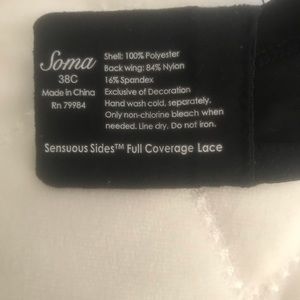 Soma
38C
Made in China
Rn 79984
Shell: 100% Polyester
Back wing: 84% Nylon
16% Spandex
Exclusive of Decoration
Hand wash cold, separately.
Only non-chlorine bleach when
needed. Line dry. Do not iron.
Sensuous Sides™ Full Coverage Lace